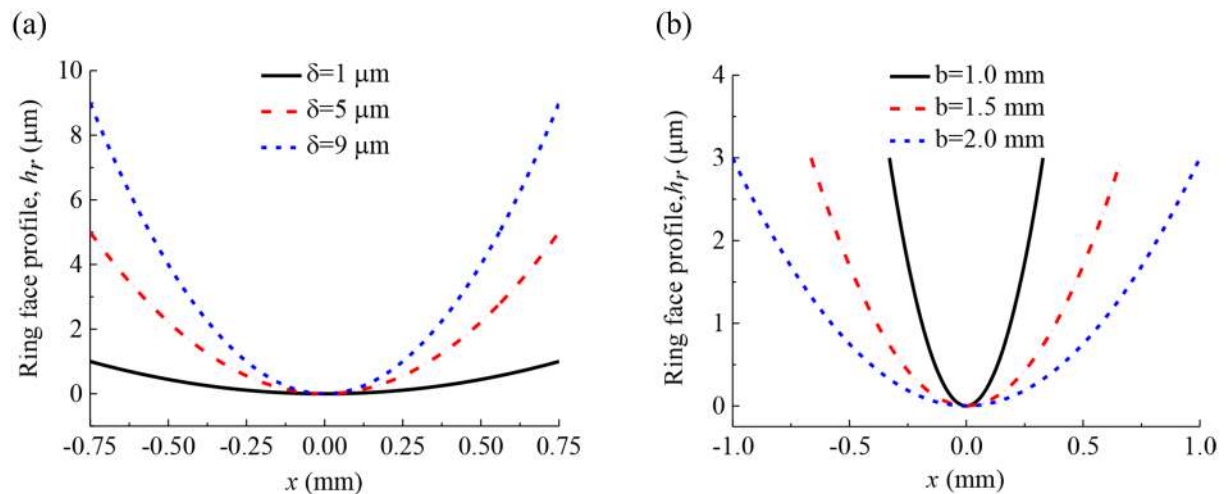 (a)
Ring face profile, hᵣ (μm)
10
8
6
4
2
0
δ=1 μm
δ=5 μm
δ=9 μm
-0.75 -0.50 -0.25 0.00 0.25 0.50 0.75
x (mm)
(b)
Ring face profile,hᵣ (μm)
4
3
2
1
0
b=1.0 mm
b=1.5 mm
b=2.0 mm
-1.0 -0.5 0.0 0.5 1.0
x (mm)